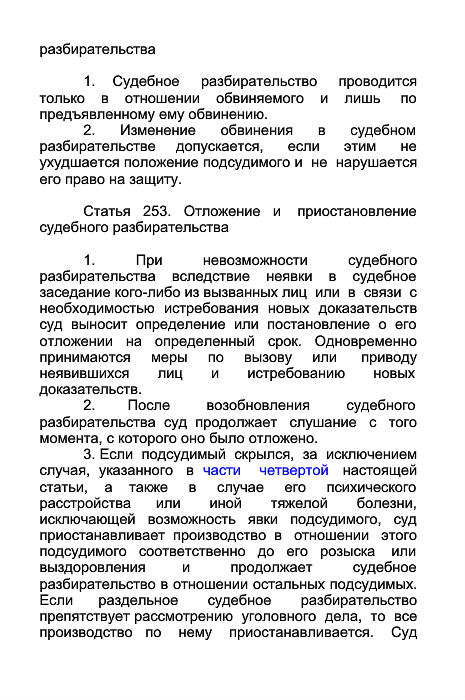 разбирательства
1. Судебное разбирательство проводится
только в отношении обвиняемого и лишь по
предъявленному ему обвинению.
2. Изменение обвинения в судебном
разбирательстве допускается, если этим не
ухудшается положение подсудимого и не нарушается
его право на защиту.
Статья 253. Отложение и приостановление
судебного разбирательства
1. При невозможности судебного
разбирательства вследствие неявки в судебное
заседание кого-либо из вызванных лиц или в связи с
необходимостью истребования новых доказательств
суд выносит определение или постановление о его
отложении на определенный срок. Одновременно
принимаются меры по вызову или приводу
неявившихся лиц и истребованию новых
доказательств.
2. После возобновления судебного
разбирательства суд продолжает слушание с того
момента, с которого оно было отложено.
3. Если подсудимый скрылся, за исключением
случая, указанного в части четвертой настоящей
статьи, а также в случае его психического
расстройства или иной тяжелой болезни,
исключающей возможность явки подсудимого, суд
приостанавливает производство в отношении этого
подсудимого соответственно до его розыска или
выздоровления и продолжает судебное
разбирательство в отношении остальных подсудимых.
Если раздельное судебное разбирательство
препятствует рассмотрению уголовного дела, то все
производство по нему приостанавливается. Суд